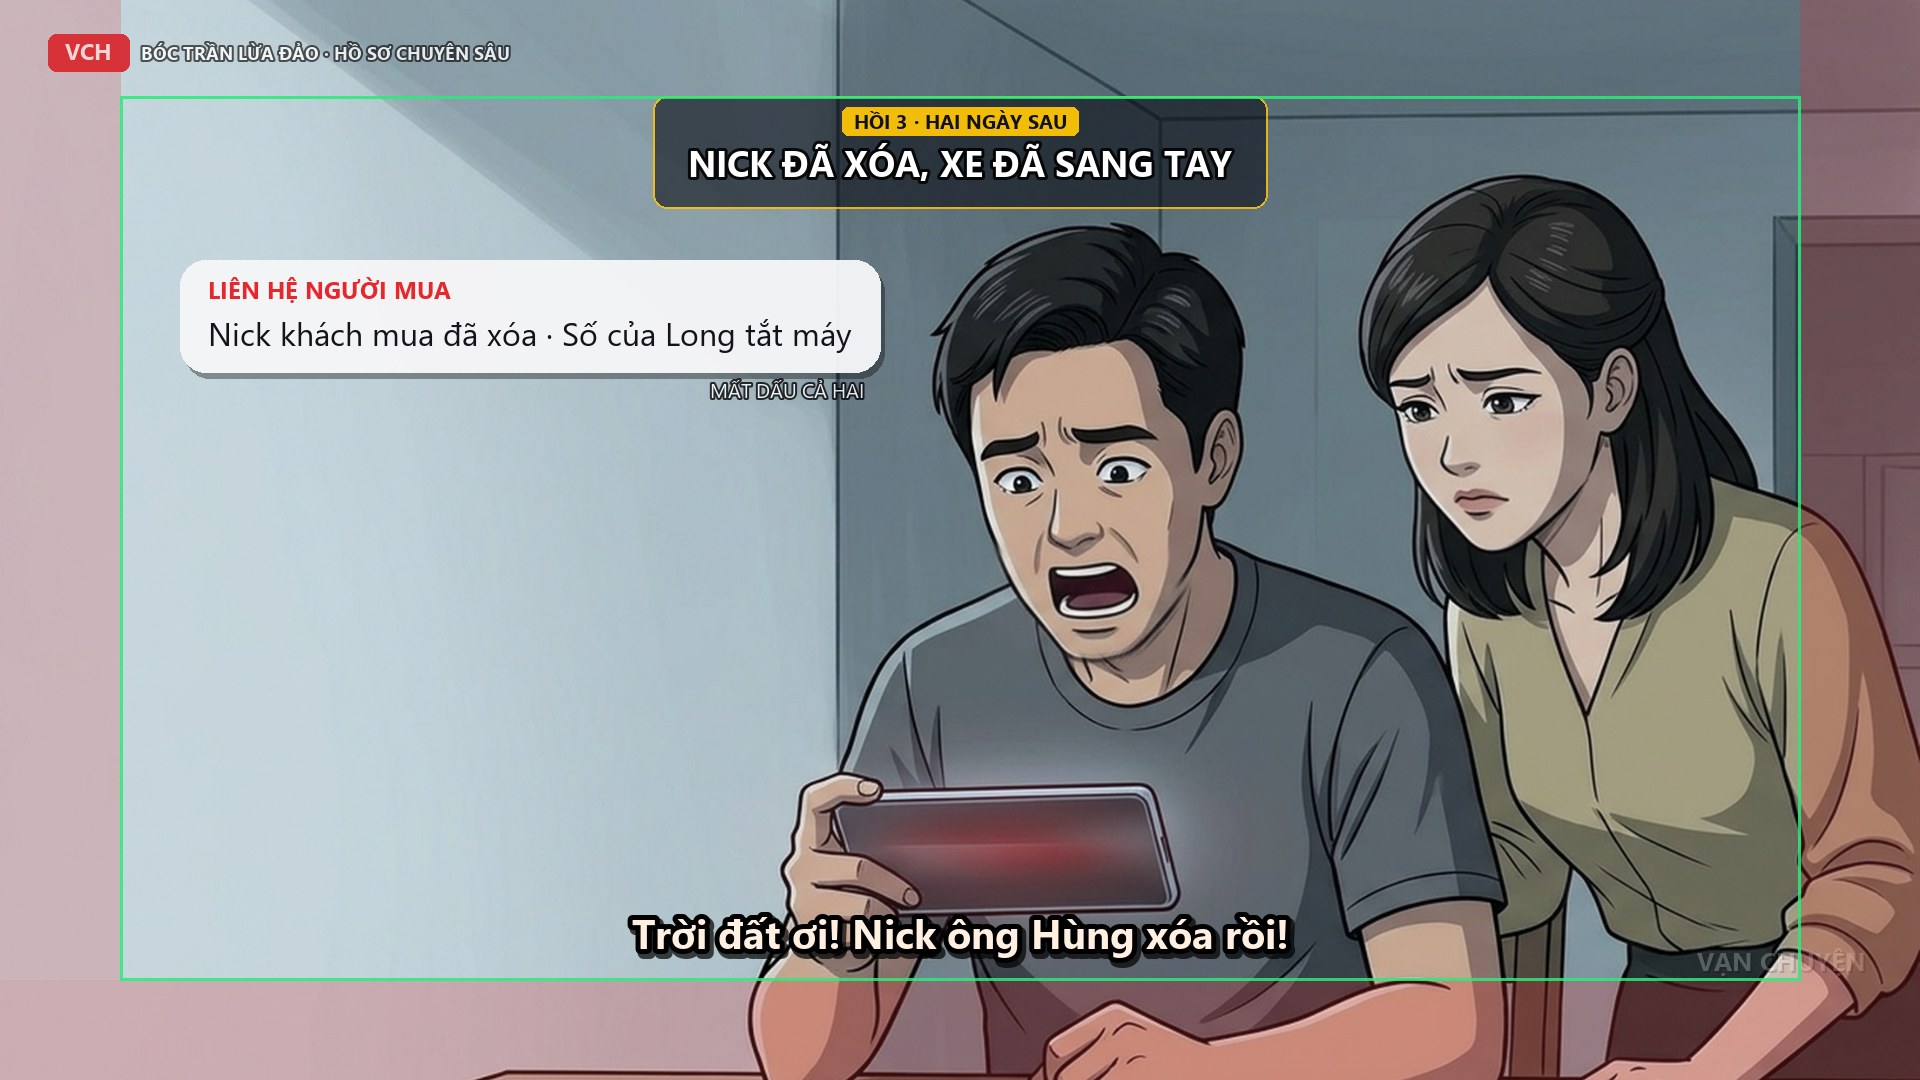 VCH BÓC TRẦN LỪA ĐẢO · HỒ SƠ CHUYÊN SÂU
HỒI 3 · HAI NGÀY SAU
NICK ĐÃ XÓA, XE ĐÃ SANG TAY
LIÊN HỆ NGƯỜI MUA
Nick khách mua đã xóa · Số của Long tắt máy
MẤT DẤU CẢ HAI
Trời đất ơi! Nick ông Hùng xóa rồi!
VẠN CHUYỆN